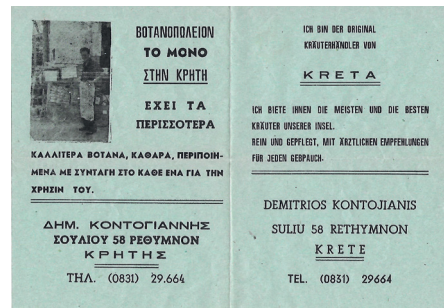 ΒΟΤΑΝΟΠΩΛΕΙΟΝ
ΤΟ ΜΟΝΟ
ΣΤΗΝ ΚΡΗΤΗ
ΕΧΕΙ ΤΑ
ΠΕΡΙΣΣΟΤΕΡΑ
ΚΑΛΛΙΤΕΡΑ ΒΟΤΑΝΑ, ΚΑΘΑΡΑ, ΠΕΡΙΠΟΙΗ-
ΜΕΝΑ ΜΕ ΣΥΝΤΑΓΗ ΣΤΟ ΚΑΘΕ ΕΝΑ ΓΙΑ ΤΗΝ
ΧΡΗΣΙΝ ΤΟΥ.
ΔΗΜ. ΚΟΝΤΟΓΙΑΝΝΗΣ
ΣΟΥΛΙΟΥ 58 ΡΕΘΥΜΝΟΝ
ΚΡΗΤΗΣ
ΤΗΛ. (0831) 29.664
ICH BIN DER ORIGINAL
KRÄUTERHÄNDLER VON
KRETA
ICH BIETE IHNEN DIE MEISTEN UND DIE BESTEN
KRÄUTER UNSERER INSEL.
REIN UND GEPFLEGT, MIT ÄRZTLICHEN EMPFEHLUNGEN
FÜR JEDEN GEBPAUCH.
DEMITRIOS KONTOJIANIS
SULIU 58 RETHYMNON
KRETE
TEL. (0831) 29664